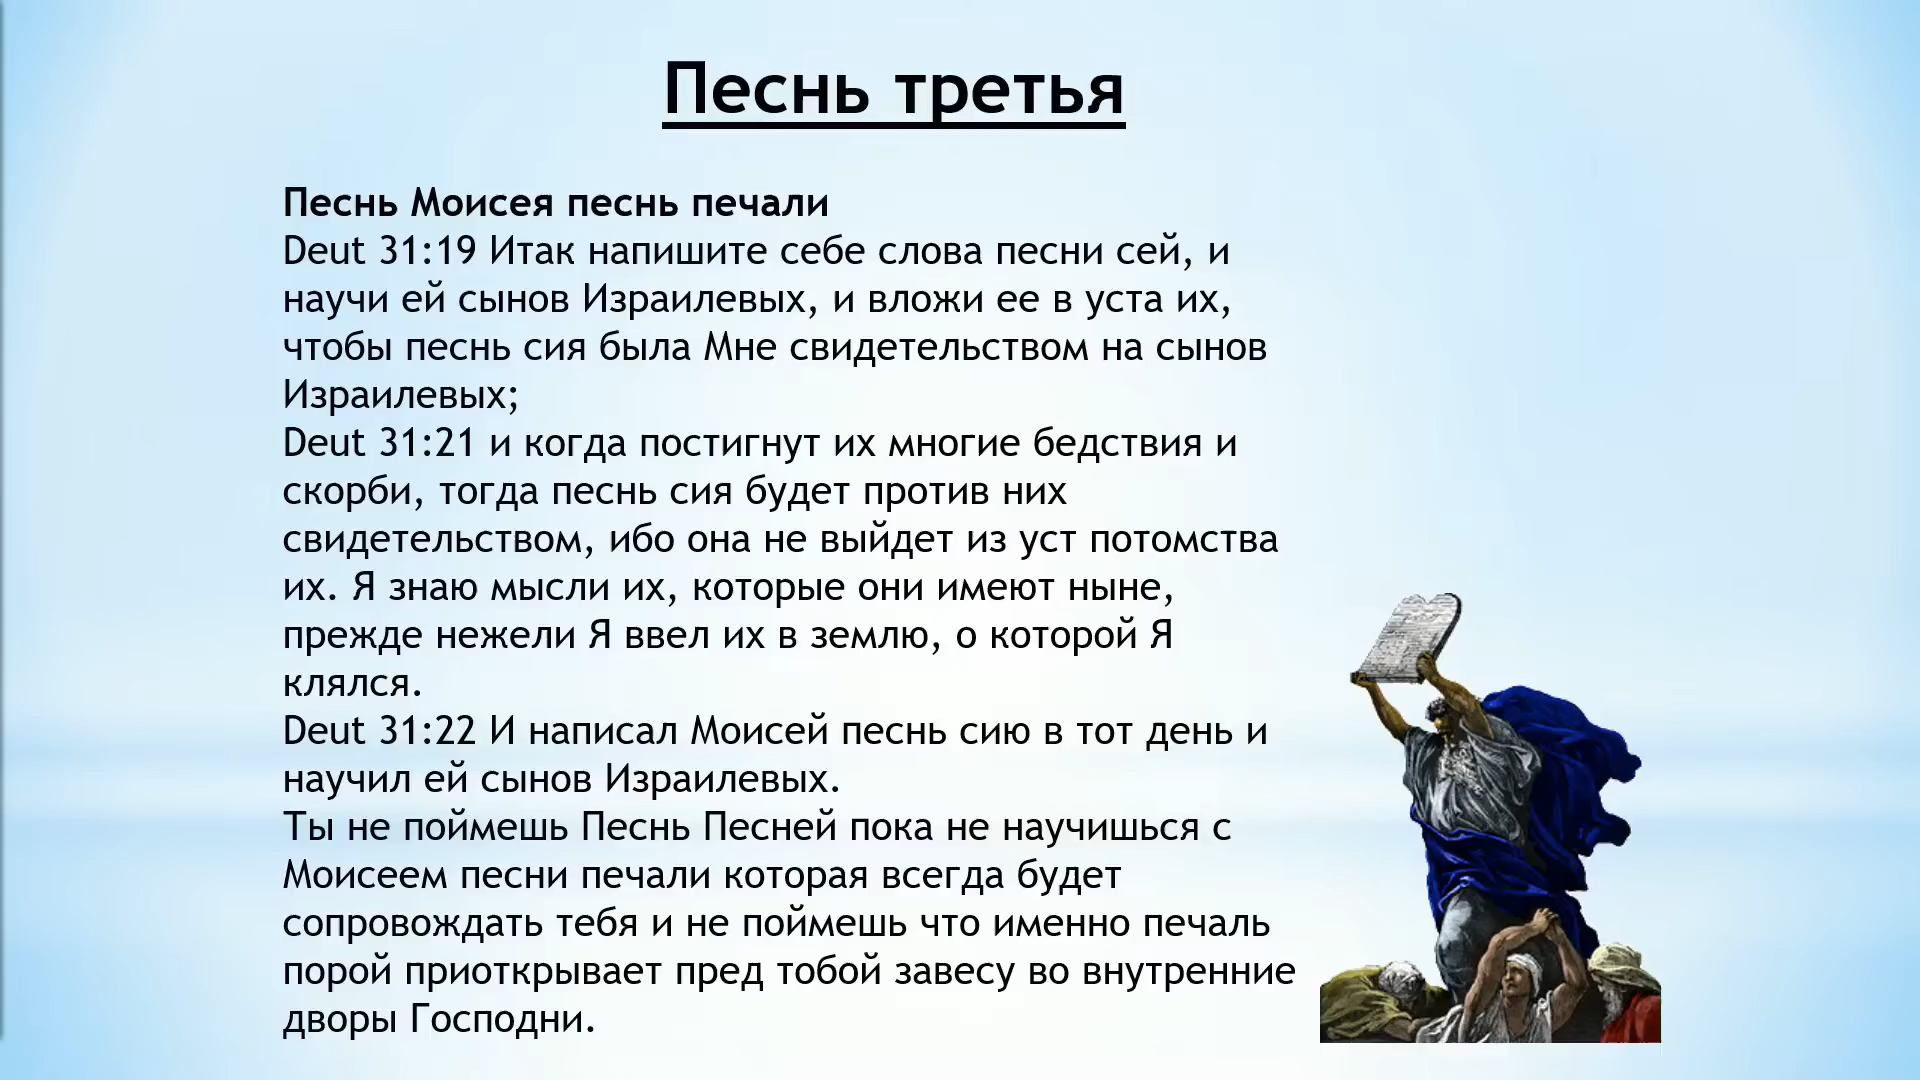 Песнь третья
Песнь Моисея песнь печали
Deut 31:19 Итак напишите себе слова песни сей, и
научи ей сынов Израилевых, и вложи ее в уста их,
чтобы песнь сия была Мне свидетельством на сынов
Израилевых;
Deut 31:21 и когда постигнут их многие бедствия и
скорби, тогда песнь сия будет против них
свидетельством, ибо она не выйдет из уст потомства
их. Я знаю мысли их, которые они имеют ныне,
прежде нежели Я ввел их в землю, о которой Я
клялся.
Deut 31:22 И написал Моисей песнь сию в тот день и
научил ей сынов Израилевых.
Ты не поймешь Песнь Песней пока не научишься с
Моисеем песни печали которая всегда будет
сопровождать тебя и не поймешь что именно печаль
порой приоткрывает пред тобой завесу во внутренние
дворы Господни.